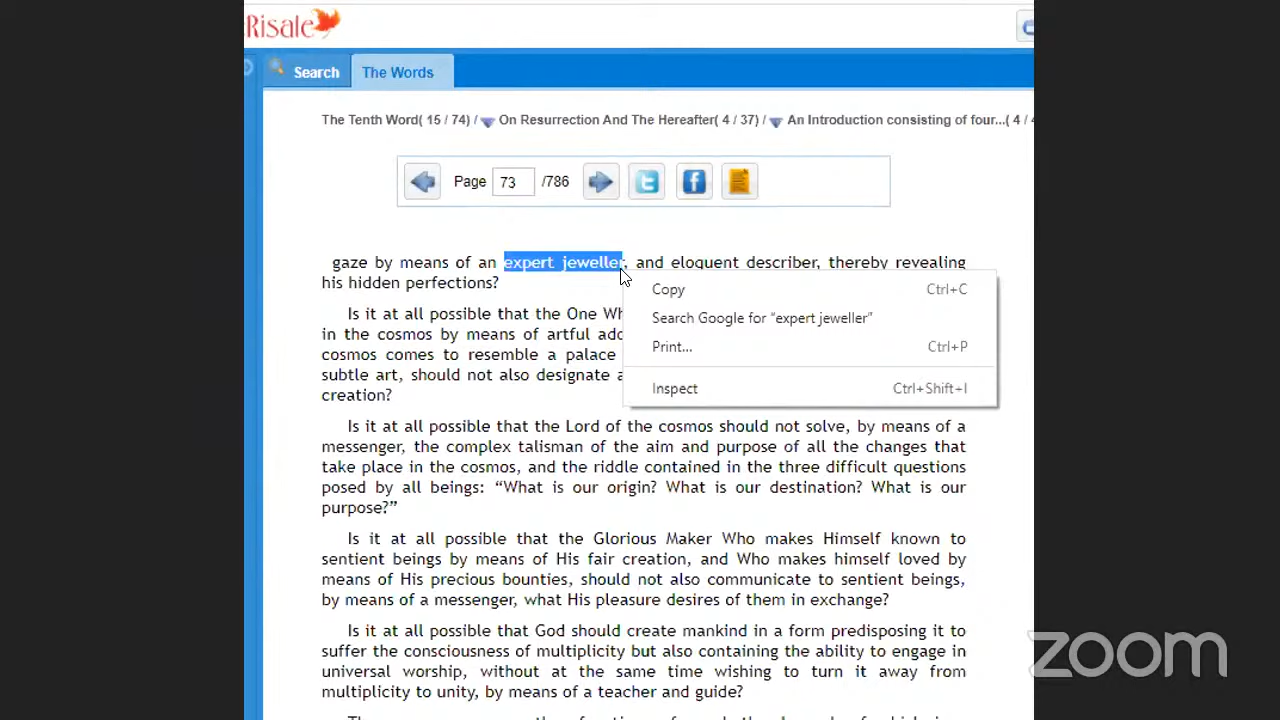 Risale
Search
The Words
The Tenth Word( 15 / 74) / On Resurrection And The Hereafter( 4 / 37) / An Introduction consisting of four...( 4 /
Page 73 /786
gaze by means of an expert jeweller, and eloquent describer, thereby revealing
his hidden perfections?
Is it at all possible that the One
in the cosmos by means of artful
cosmos comes to resemble a palace
subtle art, should not also designate
creation?
Copy Ctrl+C
Search Google for “expert jeweller”
Print... Ctrl+P
Inspect Ctrl+Shift+I
Is it at all possible that the Lord of the cosmos should not solve, by means of a
messenger, the complex talisman of the aim and purpose of all the changes that
take place in the cosmos, and the riddle contained in the three difficult questions
posed by all beings: “What is our origin? What is our destination? What is our
purpose?”
Is it at all possible that the Glorious Maker Who makes Himself known to
sentient beings by means of His fair creation, and Who makes himself loved by
means of His precious bounties, should not also communicate to sentient beings,
by means of a messenger, what His pleasure desires of them in exchange?
Is it at all possible that God should create mankind in a form predisposing it to
suffer the consciousness of multiplicity but also containing the ability to engage in
universal worship, without at the same time wishing to turn it away from
multiplicity to unity, by means of a teacher and guide?
zoom